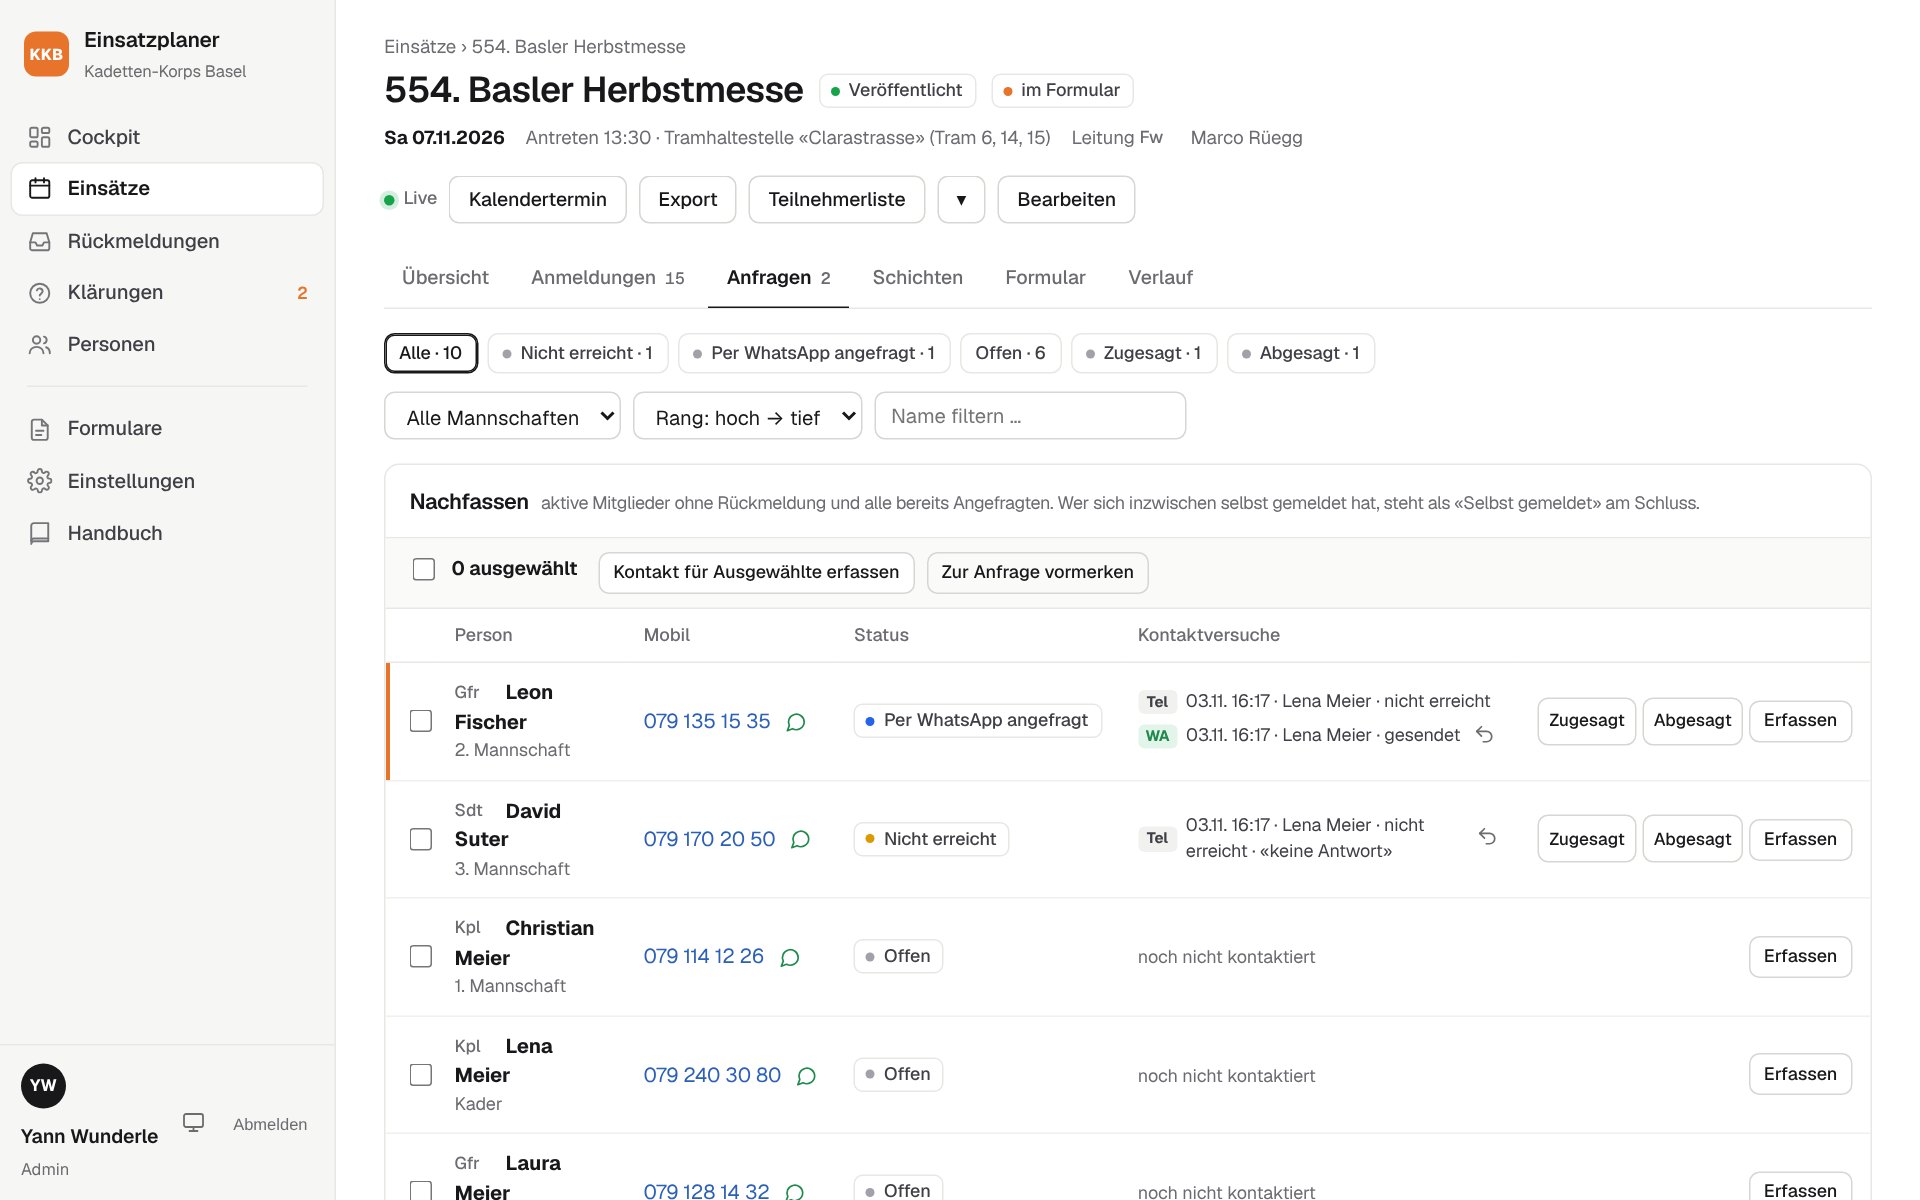 KKB
Einsatzplaner
Kadetten-Korps Basel
Cockpit
Einsätze
Rückmeldungen
Klärungen 2
Personen
Formulare
Einstellungen
Handbuch
YW
Yann Wunderle
Admin
Abmelden
Einsätze › 554. Basler Herbstmesse
554. Basler Herbstmesse
Veröffentlicht
im Formular
Sa 07.11.2026 Antreten 13:30 · Tramhaltestelle «Clarastrasse» (Tram 6, 14, 15) Leitung Fw Marco Rüegg
Live Kalendertermin Export Teilnehmerliste ▼ Bearbeiten
Übersicht Anmeldungen 15 Anfragen 2 Schichten Formular Verlauf
Alle · 10 Nicht erreicht · 1 Per WhatsApp angefragt · 1 Offen · 6 Zugesagt · 1 Abgesagt · 1
Alle Mannschaften Rang: hoch → tief Name filtern …
Nachfassen aktive Mitglieder ohne Rückmeldung und alle bereits Angefragten. Wer sich inzwischen selbst gemeldet hat, steht als «Selbst gemeldet» am Schluss.
0 ausgewählt Kontakt für Ausgewählte erfassen Zur Anfrage vormerken
Person Mobil Status Kontaktversuche
Gfr Leon
Fischer
2. Mannschaft
079 135 15 35
Per WhatsApp angefragt
Tel 03.11. 16:17 · Lena Meier · nicht erreicht
WA 03.11. 16:17 · Lena Meier · gesendet
Zugesagt Abgesagt Erfassen
Sdt David
Suter
3. Mannschaft
079 170 20 50
Nicht erreicht
Tel 03.11. 16:17 · Lena Meier · nicht
erreicht · «keine Antwort»
Zugesagt Abgesagt Erfassen
Kpl Christian
Meier
1. Mannschaft
079 114 12 26
Offen
noch nicht kontaktiert
Erfassen
Kpl Lena
Meier
Kader
079 240 30 80
Offen
noch nicht kontaktiert
Erfassen
Gfr Laura
Meier
079 128 14 32
Offen
noch nicht kontaktiert
Erfassen